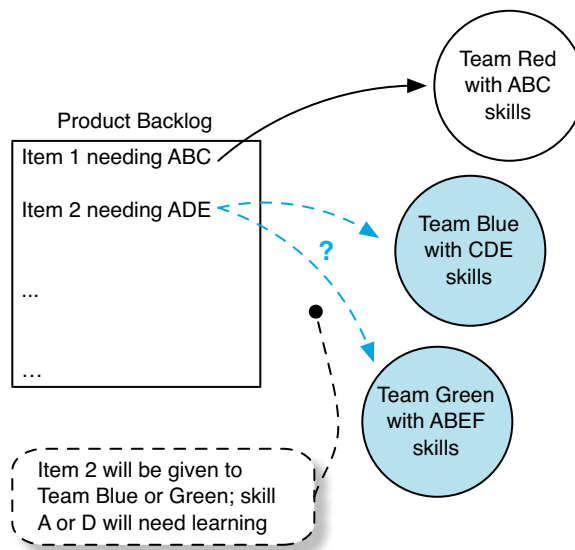 Team Red
with ABC
skills
Product Backlog
Item 1 needing ABC
Item 2 needing ADE
Team Blue
with CDE
skills
?
...
...
Team Green
with ABEF
skills
Item 2 will be given to
Team Blue or Green; skill
A or D will need learning